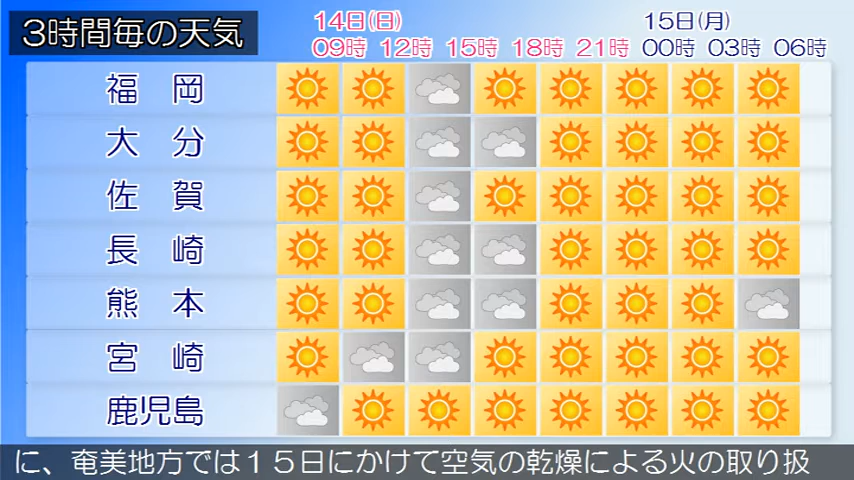 3時間毎の天気
14日(日) 15日(月)
09時 12時 15時 18時 21時 00時 03時 06時
福岡
大分
佐賀
長崎
熊本
宮崎
鹿児島
に、奄美地方では１５日にかけて空気の乾燥による火の取り扱